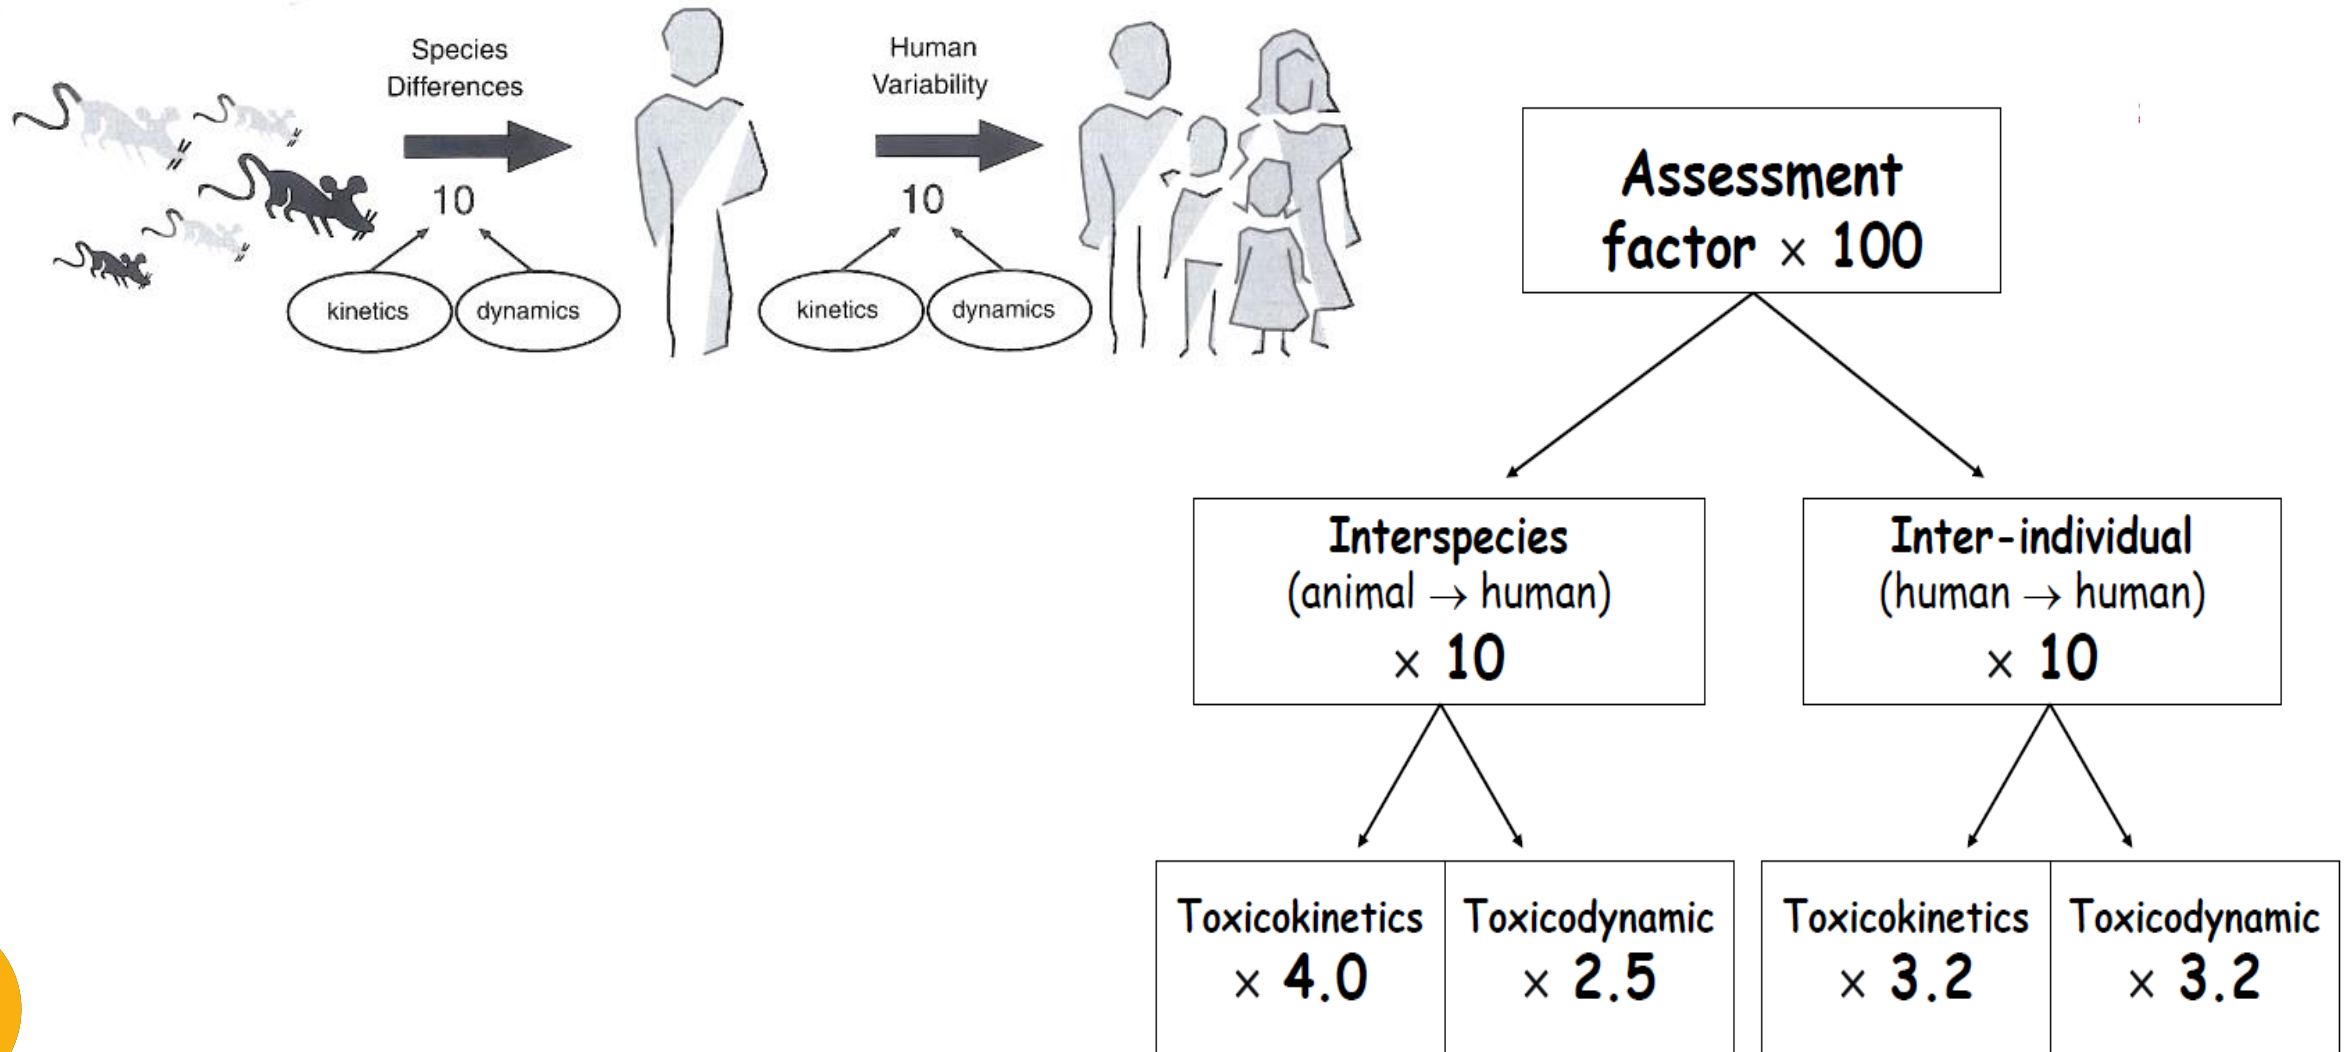 Species
Differences
10
kinetics
dynamics
Human
Variability
10
kinetics
dynamics
Assessment
factor × 100
Interspecies
(animal → human)
× 10
Inter-individual
(human → human)
× 10
Toxicokinetics
× 4.0
Toxicodynamic
× 2.5
Toxicokinetics
× 3.2
Toxicodynamic
× 3.2